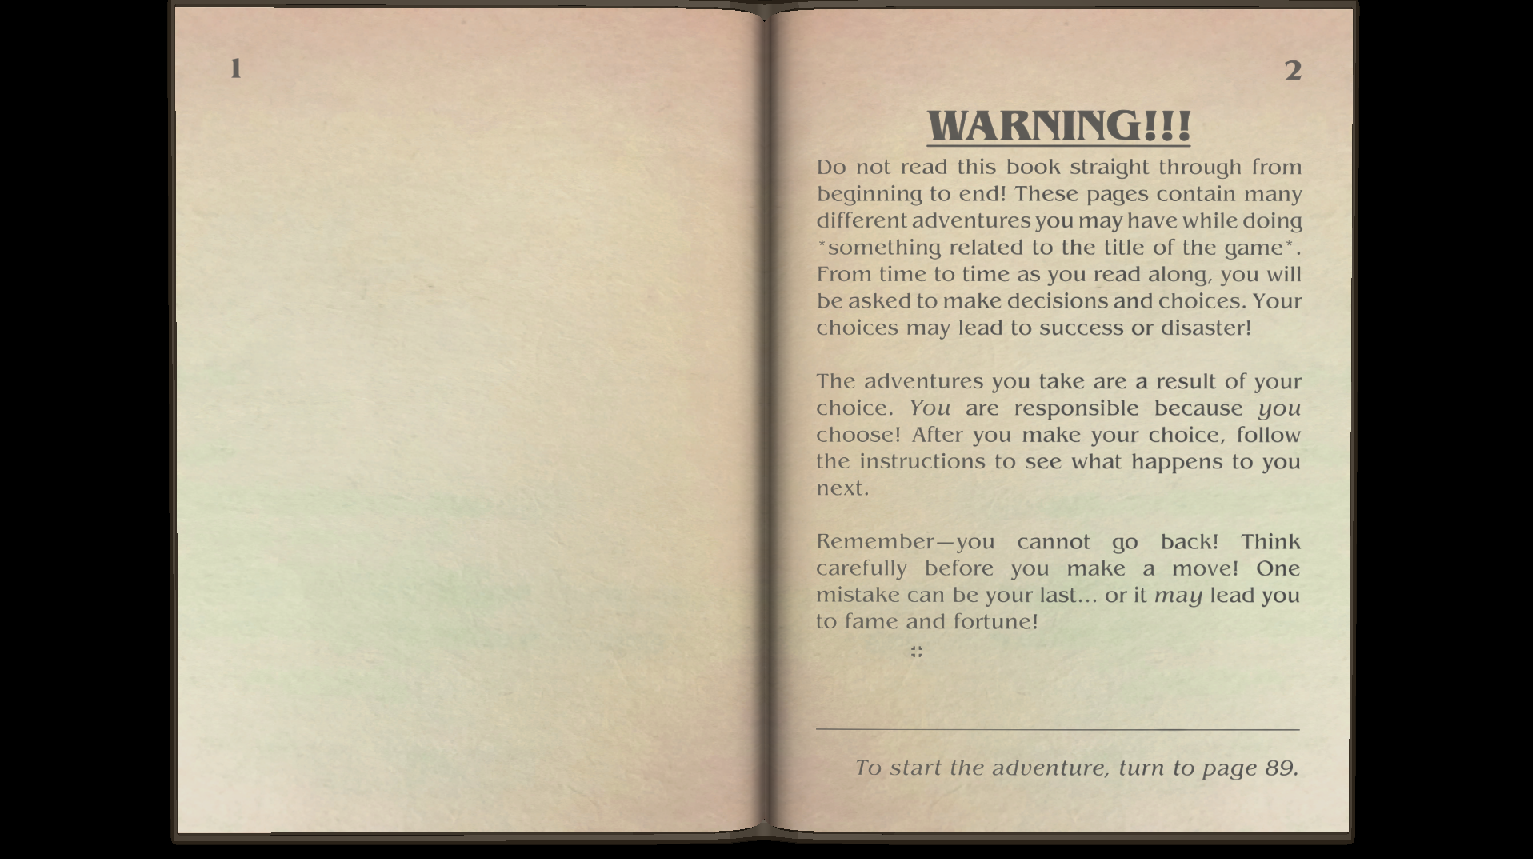 1
2
WARNING!!!
Do not read this book straight through from
beginning to end! These pages contain many
different adventures you may have while doing
*something related to the title of the game*.
From time to time as you read along, you will
be asked to make decisions and choices. Your
choices may lead to success or disaster!
The adventures you take are a result of your
choice. You are responsible because you
choose! After you make your choice, follow
the instructions to see what happens to you
next.
Remember—you cannot go back! Think
carefully before you make a move! One
mistake can be your last... or it may lead you
to fame and fortune!
To start the adventure, turn to page 89.